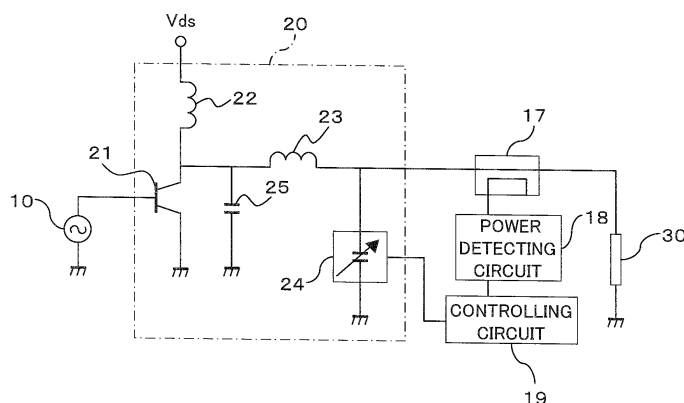 Vds
20
22
23
17
21
25
10
POWER
DETECTING
CIRCUIT
18
30
24
CONTROLLING
CIRCUIT
19